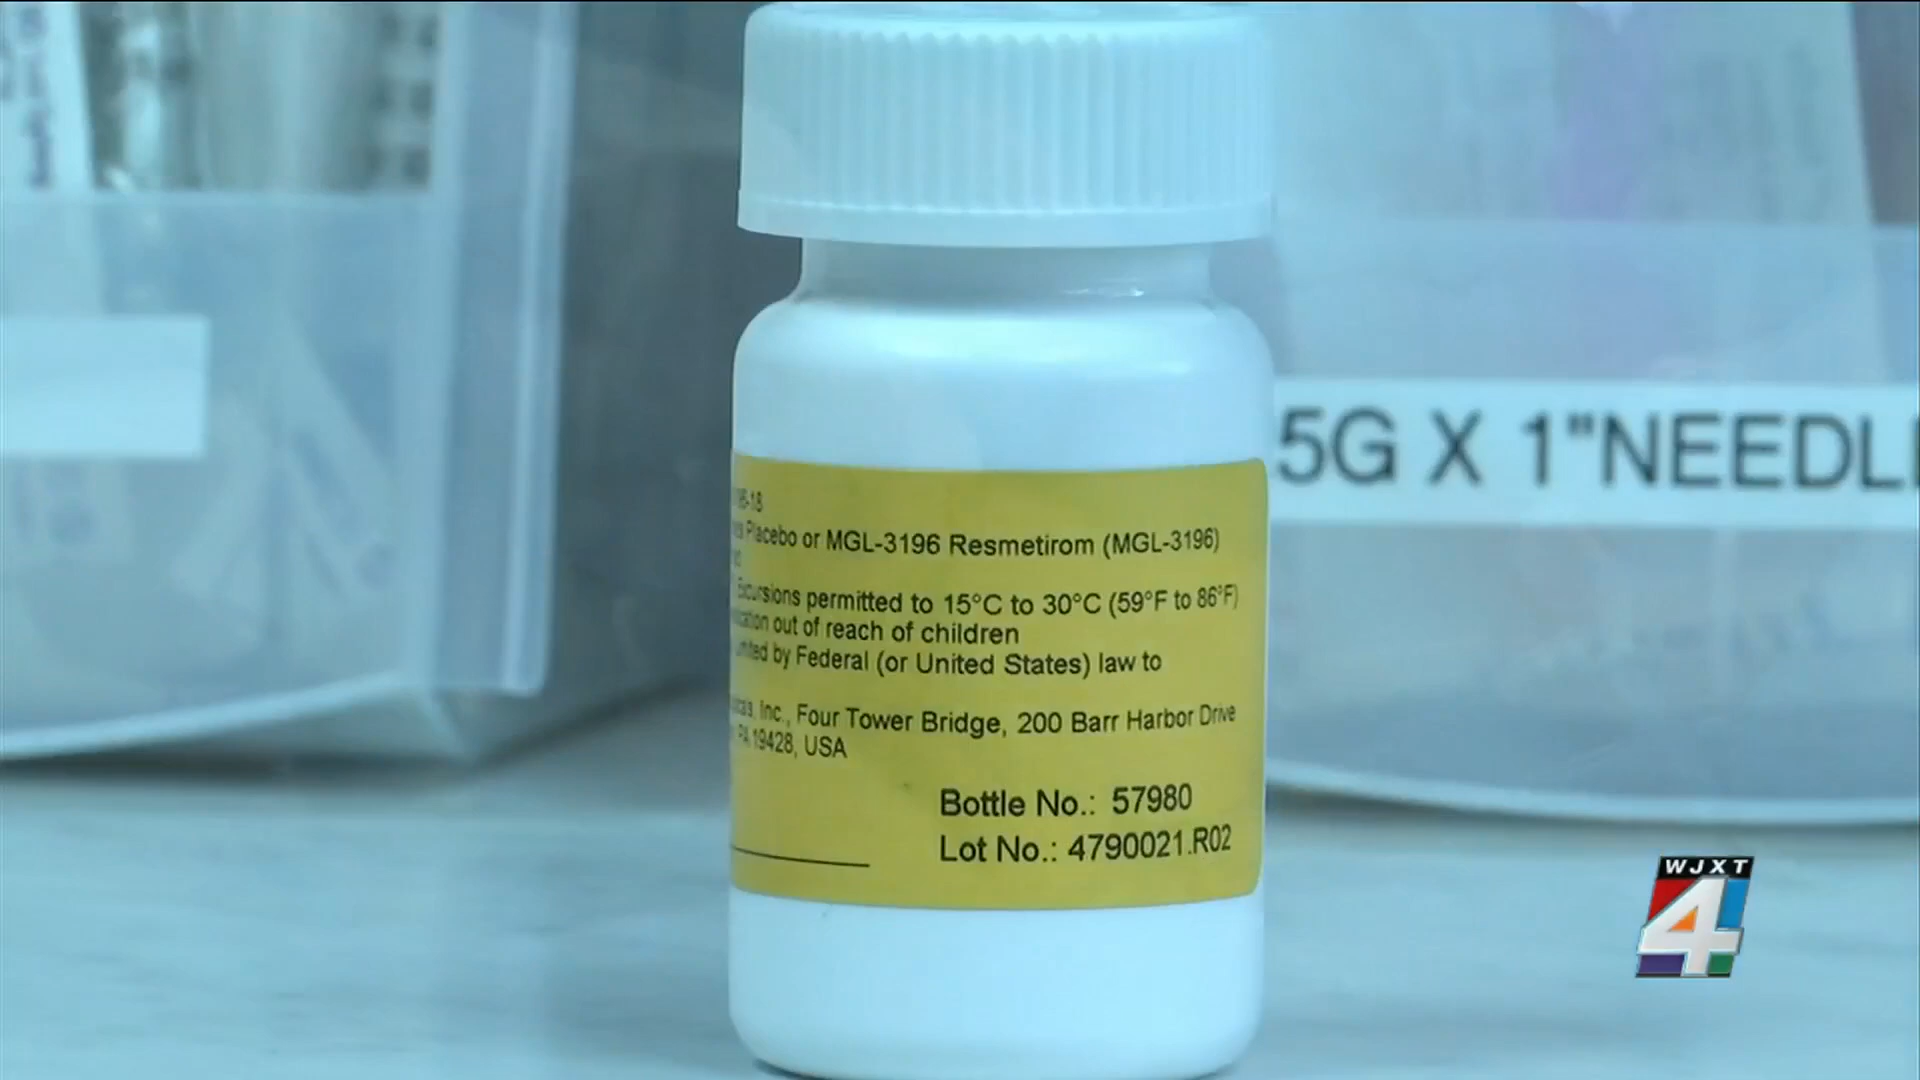 5G X 1"NEEDL
-18
Placebo or MGL-3196 Resmetirom (MGL-3196)
Excursions permitted to 15°C to 30°C (59°F to 86°F)
out of reach of children
by Federal (or United States) law to
Inc., Four Tower Bridge, 200 Barr Harbor Drive
PA 19428, USA
Bottle No.: 57980
Lot No.: 4790021.R02
WJXT
4